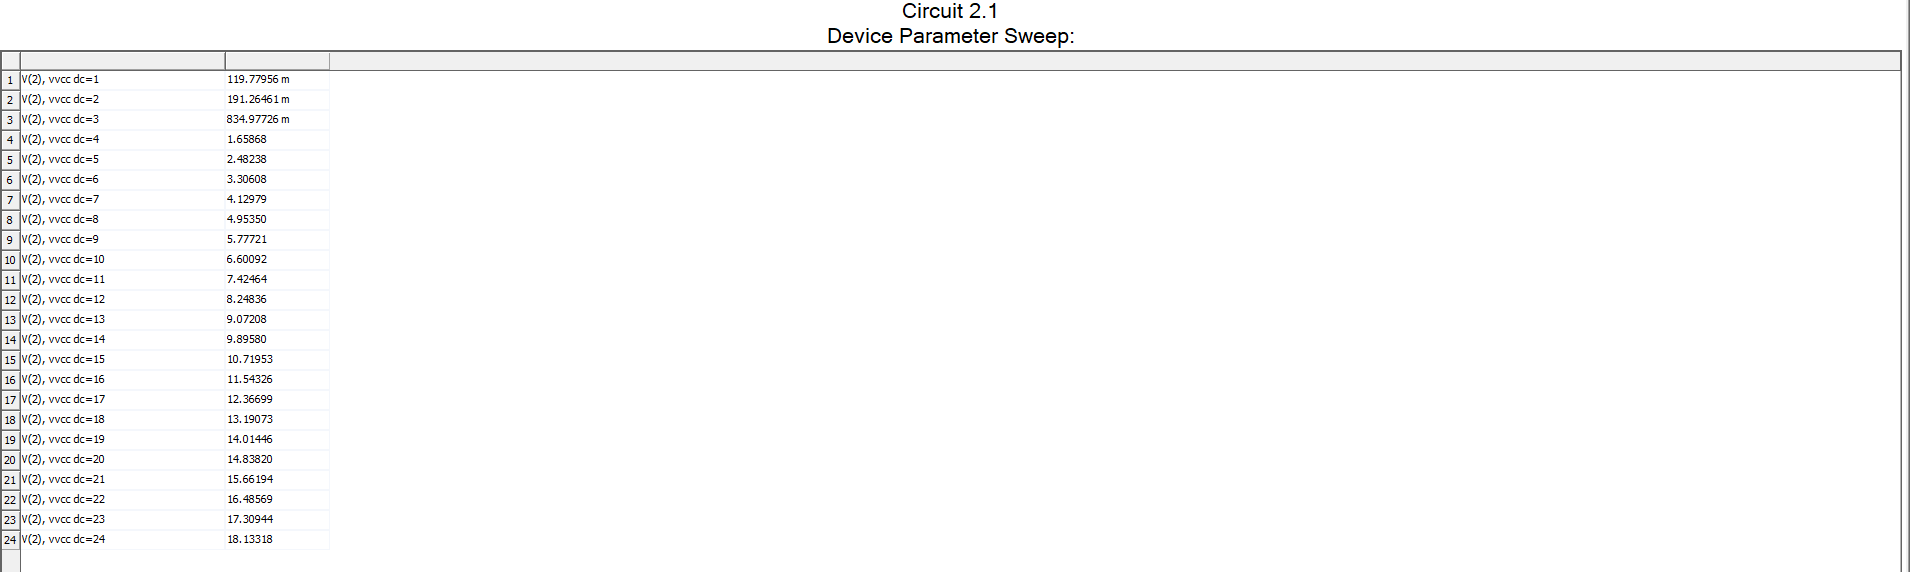 Circuit 2.1
Device Parameter Sweep:
1 V(2), vvcc dc=1 119.77956 m
2 V(2), vvcc dc=2 191.26461 m
3 V(2), vvcc dc=3 834.97726 m
4 V(2), vvcc dc=4 1.65868
5 V(2), vvcc dc=5 2.48238
6 V(2), vvcc dc=6 3.30608
7 V(2), vvcc dc=7 4.12979
8 V(2), vvcc dc=8 4.95350
9 V(2), vvcc dc=9 5.77721
10 V(2), vvcc dc=10 6.60092
11 V(2), vvcc dc=11 7.42464
12 V(2), vvcc dc=12 8.24836
13 V(2), vvcc dc=13 9.07208
14 V(2), vvcc dc=14 9.89580
15 V(2), vvcc dc=15 10.71953
16 V(2), vvcc dc=16 11.54326
17 V(2), vvcc dc=17 12.36699
18 V(2), vvcc dc=18 13.19073
19 V(2), vvcc dc=19 14.01446
20 V(2), vvcc dc=20 14.83820
21 V(2), vvcc dc=21 15.66194
22 V(2), vvcc dc=22 16.48569
23 V(2), vvcc dc=23 17.30944
24 V(2), vvcc dc=24 18.13318